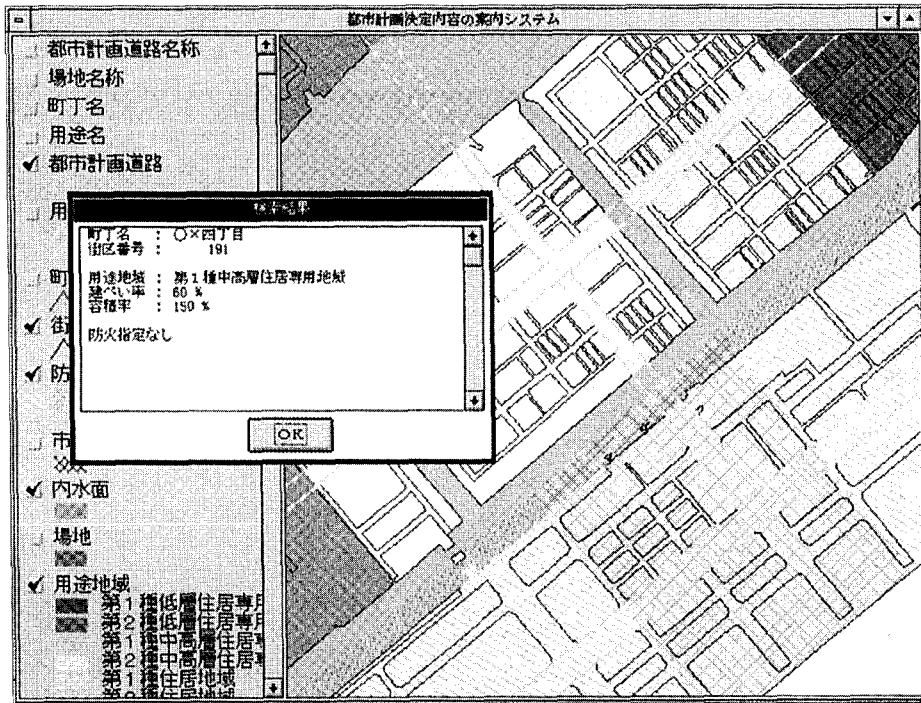 都市計画決定内容の案内システム
都市計画道路名称
場地名称
町丁名
用途名
都市計画道路
用
町
街
防
市
内水面
場地
用途地域
第1種低層住居専用
第2種低層住居専用
第1種中高層住居専
第2種中高層住居専
第1種住居地域
検索結果
町丁名 : ○×四丁目
街区番号 : 191
用途地域 : 第1種中高層住居専用地域
建ぺい率 : 60 %
容積率 : 150 %
防火指定なし
OK